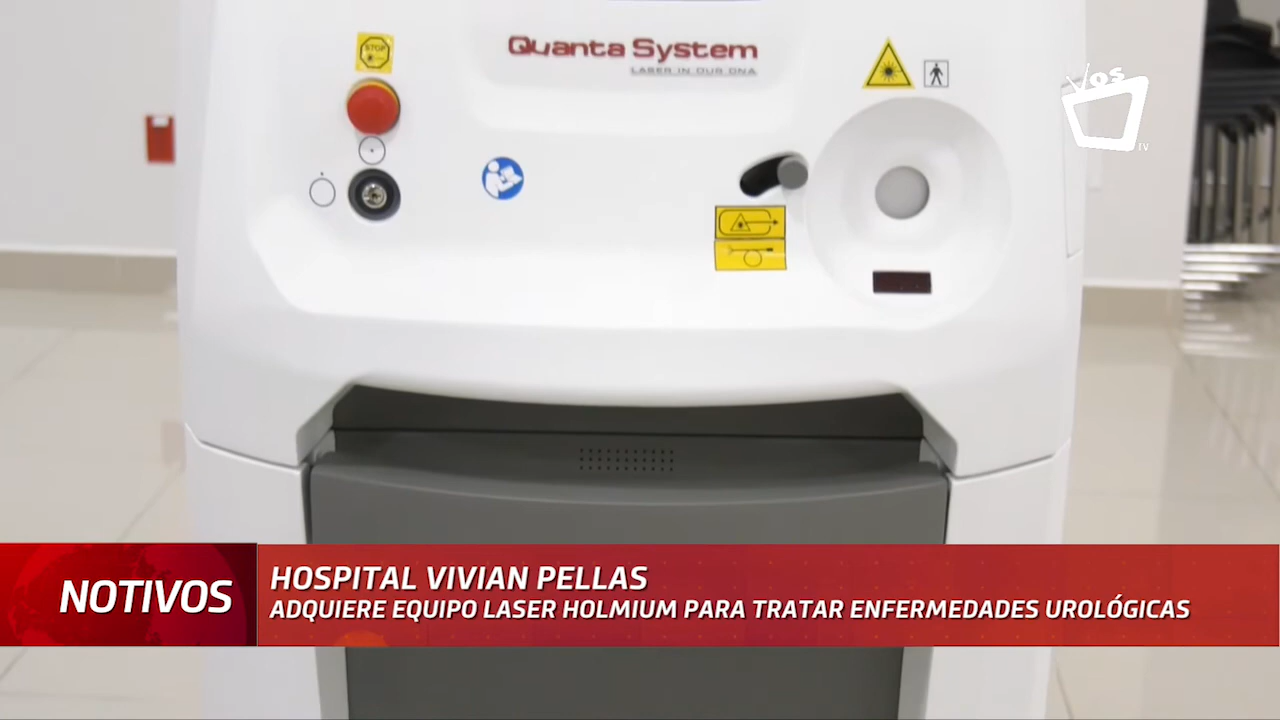 STOP
Quanta System
LASER IN OUR DNA
VOS
TV
NOTIVOS
HOSPITAL VIVIAN PELLAS
ADQUIERE EQUIPO LASER HOLMIUM PARA TRATAR ENFERMEDADES UROLÓGICAS